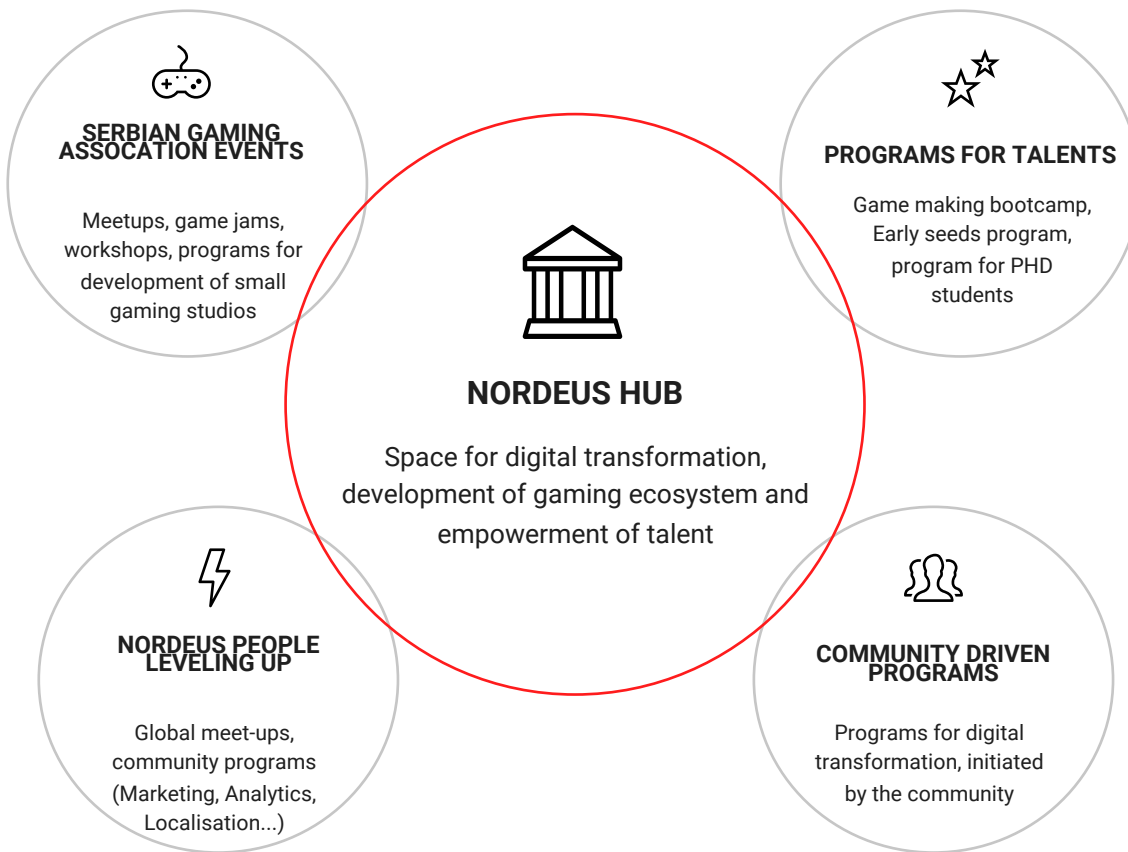 SERBIAN GAMING
ASSOCATION EVENTS
Meetups, game jams,
workshops, programs for
development of small
gaming studios
PROGRAMS FOR TALENTS
Game making bootcamp,
Early seeds program,
program for PHD
students
NORDEUS HUB
Space for digital transformation,
development of gaming ecosystem and
empowerment of talent
NORDEUS PEOPLE
LEVELING UP
Global meet-ups,
community programs
(Marketing, Analytics,
Localisation...)
COMMUNITY DRIVEN
PROGRAMS
Programs for digital
transformation, initiated
by the community